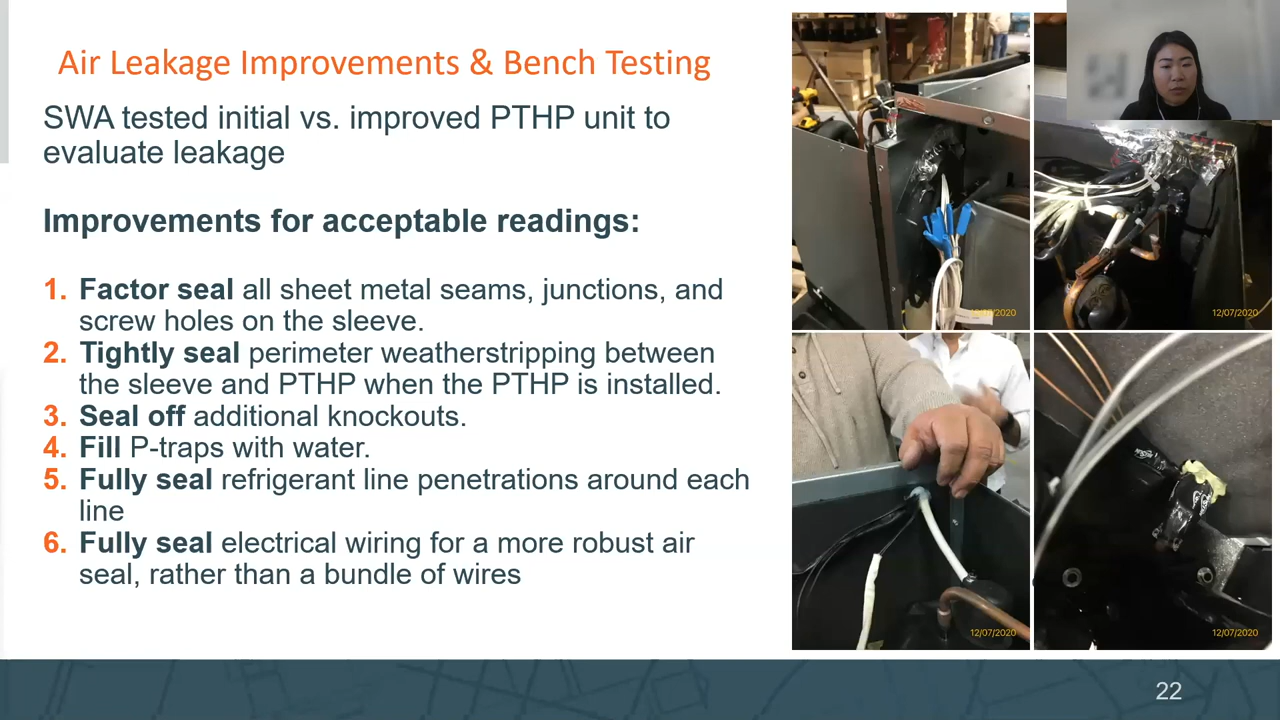 Air Leakage Improvements & Bench Testing
SWA tested initial vs. improved PTHP unit to
evaluate leakage
Improvements for acceptable readings:
1. Factor seal all sheet metal seams, junctions, and
screw holes on the sleeve.
2. Tightly seal perimeter weatherstripping between
the sleeve and PTHP when the PTHP is installed.
3. Seal off additional knockouts.
4. Fill P-traps with water.
5. Fully seal refrigerant line penetrations around each
line
6. Fully seal electrical wiring for a more robust air
seal, rather than a bundle of wires
12/07/2020
12/07/2020
12/07/2020
12/07/2020
22